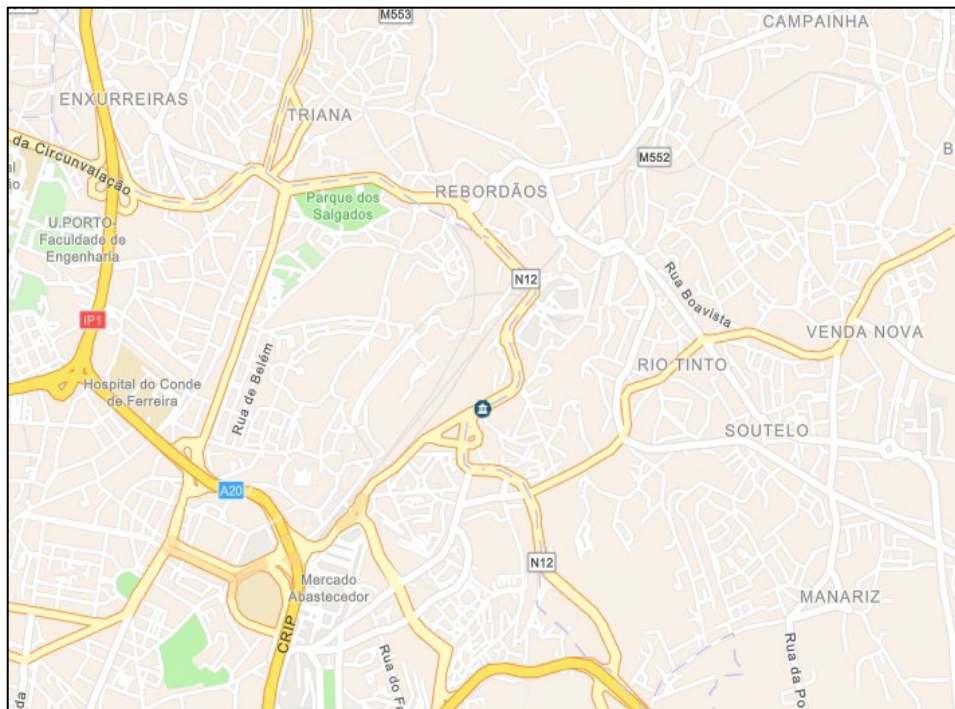 M553
CAMPAINHA
ENXURREIRAS
TRIANA
da Circunvalação
M552
B
REBORDÃOS
Parque dos
Salgados
U.PORTO-
Faculdade de
Engenharia
N12
Rua Boavista
IP1
VENDA NOVA
RIO TINTO
Rua de Belém
Hospital do Conde
de Ferreira
SOUTELO
A20
N12
Mercado
Abastecedor
MANARIZ
CRIP
Rua do Fa
Rua da Po
da